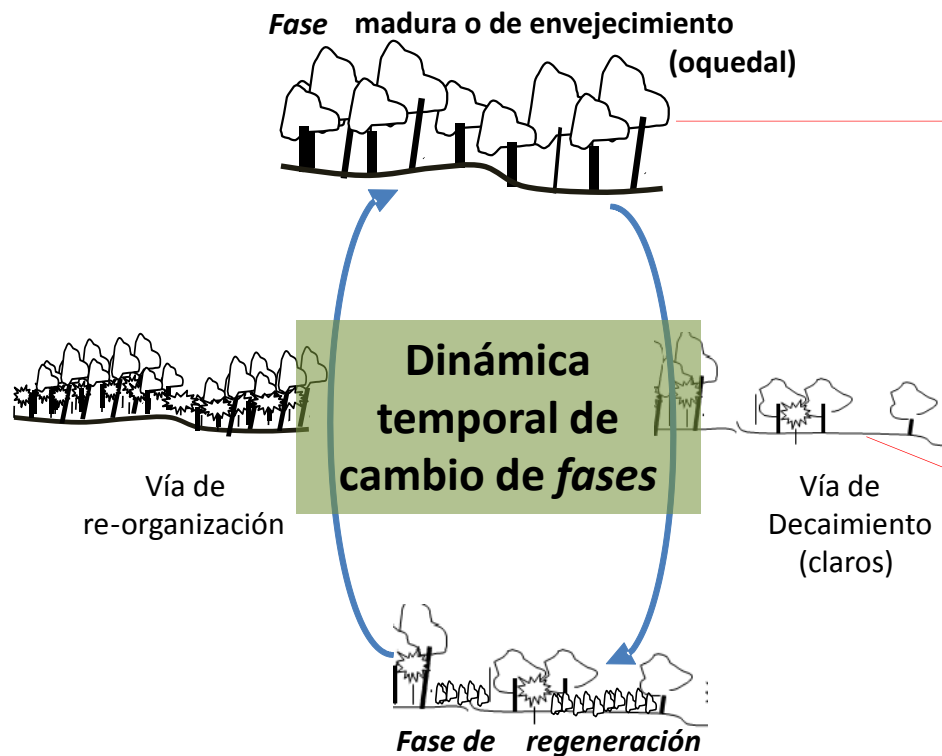 Fase madura o de envejecimiento
(oquedal)
Dinámica
temporal de
cambio de fases
Vía de
re-organización
Vía de
Decaimiento
(claros)
Fase de regeneración